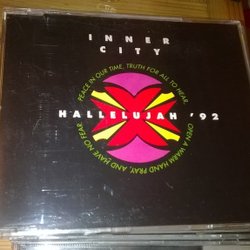 INNER
CITY
PEACE IN OUR TIME, TRUTH FOR ALL TO HEAR,
HALLELUJAH '92
OPEN A WARM HAND PRAY, AND HAVE NO FEAR.